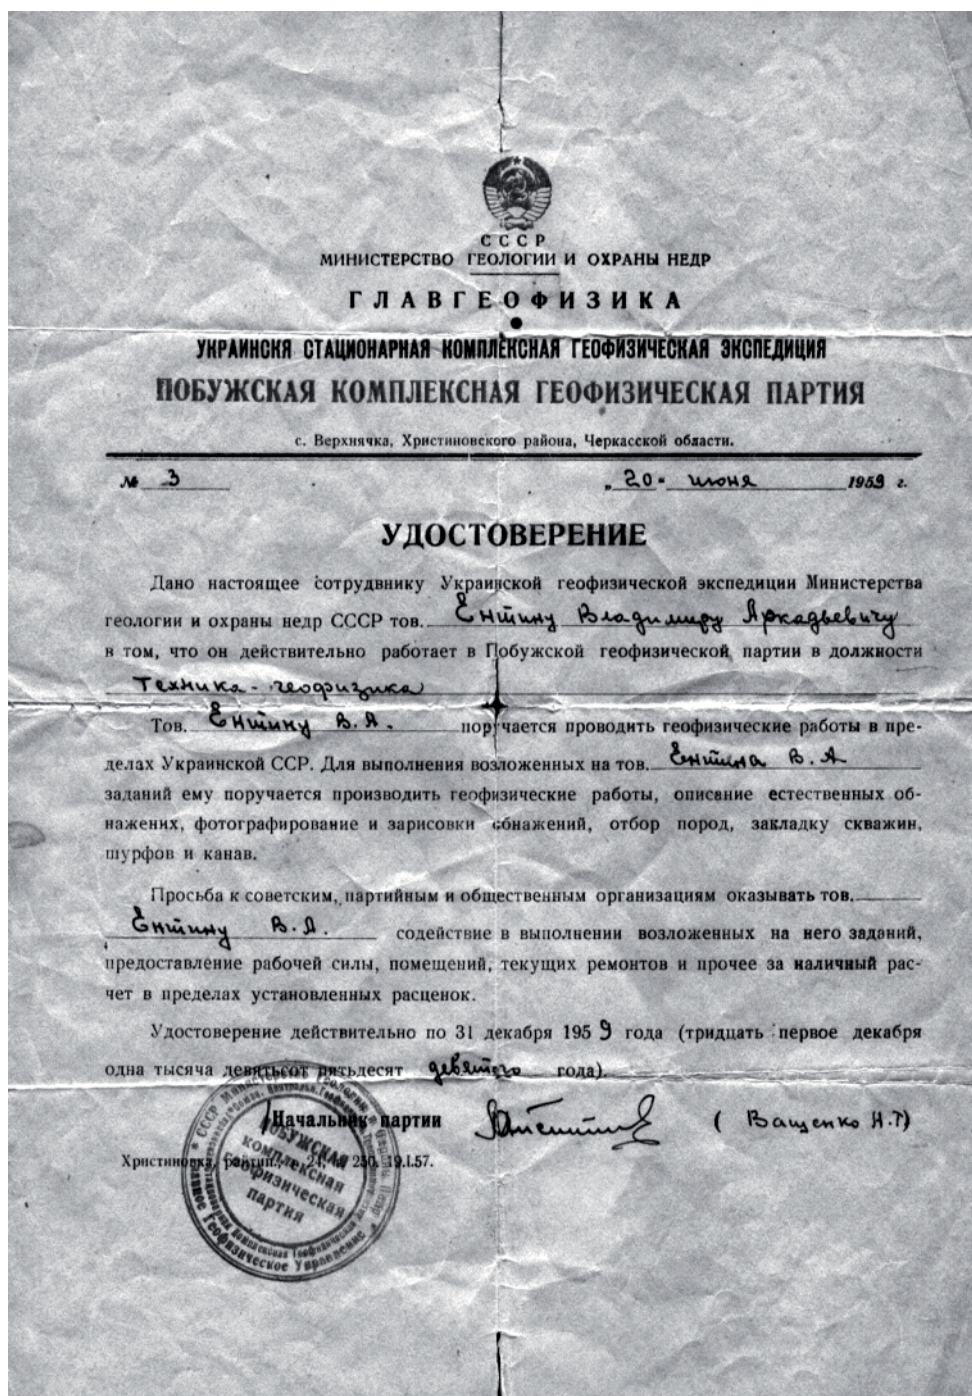 СССР
МИНИСТЕРСТВО ГЕОЛОГИИ И ОХРАНЫ НЕДР
ГЛАВГЕОФИЗИКА
УКРАИНСКЯ СТАЦИОНАРНАЯ КОМПЛЕКСНАЯ ГЕОФИЗИЧЕСКАЯ ЭКСПЕДИЦИЯ
ПОБУЖСКАЯ КОМПЛЕКСНАЯ ГЕОФИЗИЧЕСКАЯ ПАРТИЯ
с. Верхнячка, Христиновского района, Черкасской области.
№ 3 „20" июня 1959 г.
УДОСТОВЕРЕНИЕ
Дано настоящее сотрудвнику Украинской геофизической экспедиции Министерства
геологии и охраны недр СССР тов. Ентину Владимиру Аркадьевичу
в том, что он действительно работает в Побужской геофизической партии в должности
Техника-геофизика
Тов. Ентину В.А. поручается проводить геофизические работы в пре-
делах Украинской ССР. Для выполнения возложенных на тов. Ентина В.А
заданий ему поручается производить геофизические работы, описание естественных об-
нажених, фотографирование и зарисовки обнажений, отбор пород, закладку скважин,
шурфов и канав.
Просьба к советским, партийным и общественным организациям оказывать тов.
Ентину В.А. содействие в выполнении возложенных на него заданий,
предоставление рабочей силы, помещений, текущих ремонтов и прочее за наличный рас-
чет в пределах установленных расценок.
Удостоверение действительно по 31 декабря 1959 года (тридцать первое декабря
одна тысяча девятьсот пятьдесят девятого года).
Начальник партии ( Ващенко Н.Т)
Христиновка, 24, 250. 19.I.57.
ПОБУЖСКАЯ
комплексная
геофизическая
партия